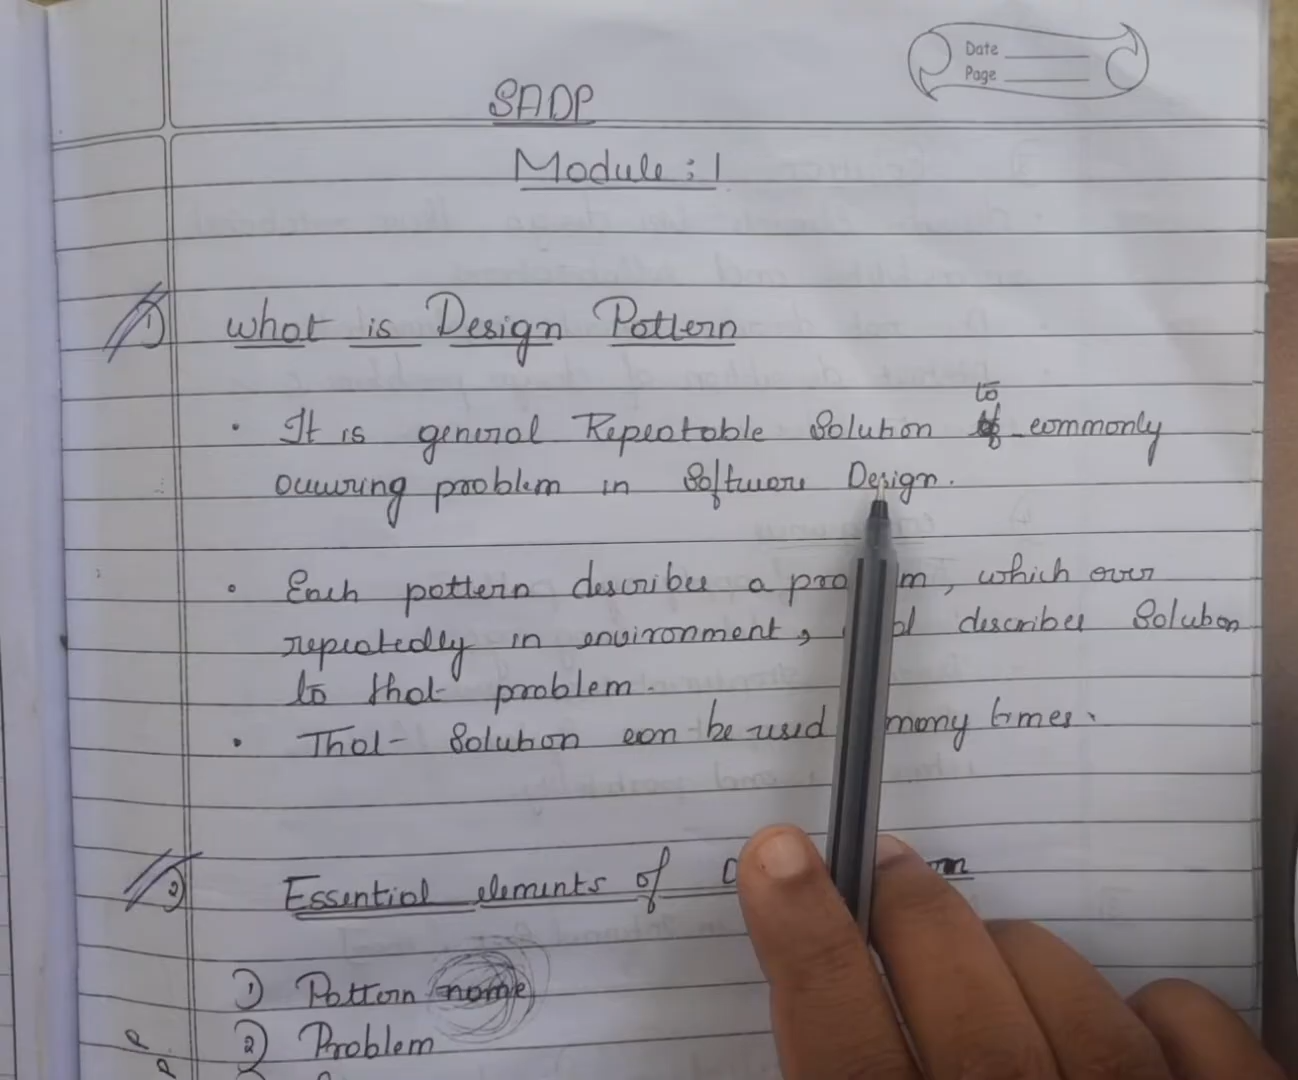 Date
Page
SADP
Module : 1
1) what is Design Pattern
to
• It is general Repeatable Solution commonly
occuring problem in Software Design.
• Each pattern describes a pro m, which over
repeatedly in environment, describes Solution
to that problem.
• That Solution can be used many times.
2) Essential elements of
1) Pattern name
2) Problem